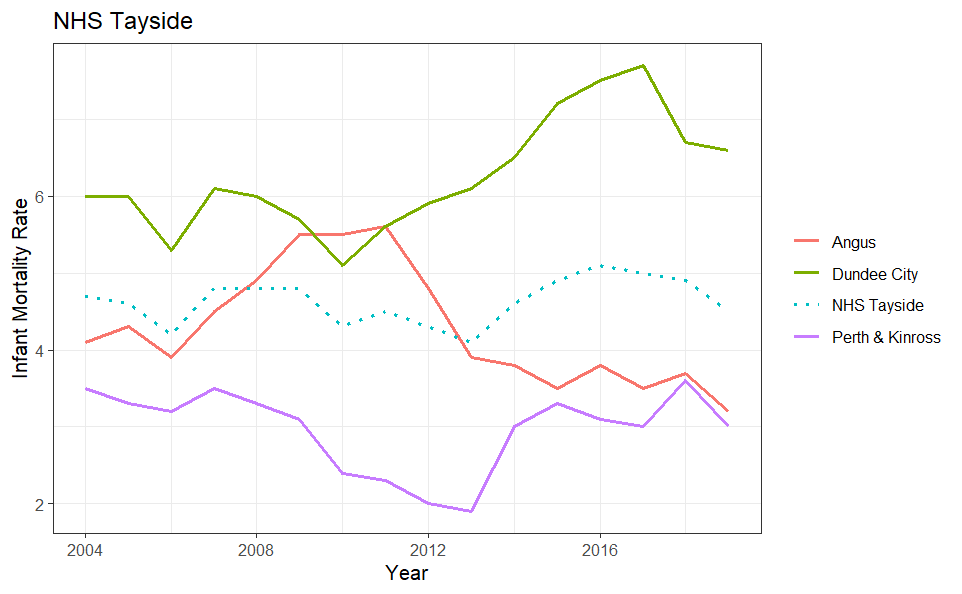 NHS Tayside
Infant Mortality Rate
6
4
2
2004
2008
2012
2016
Year
Angus
Dundee City
NHS Tayside
Perth & Kinross